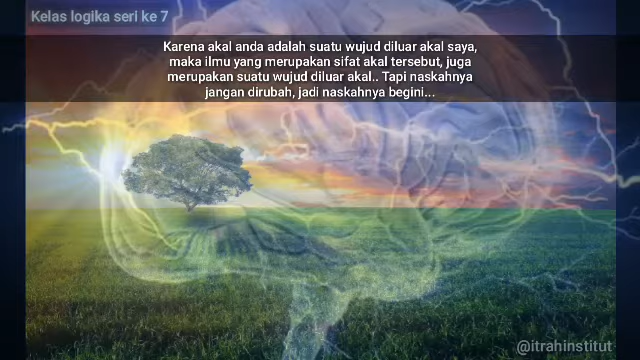 Kelas logika seri ke 7
Karena akal anda adalah suatu wujud diluar akal saya,
maka ilmu yang merupakan sifat akal tersebut, juga
merupakan suatu wujud diluar akal.. Tapi naskahnya
jangan dirubah, jadi naskahnya begini...
@itrahinstitut